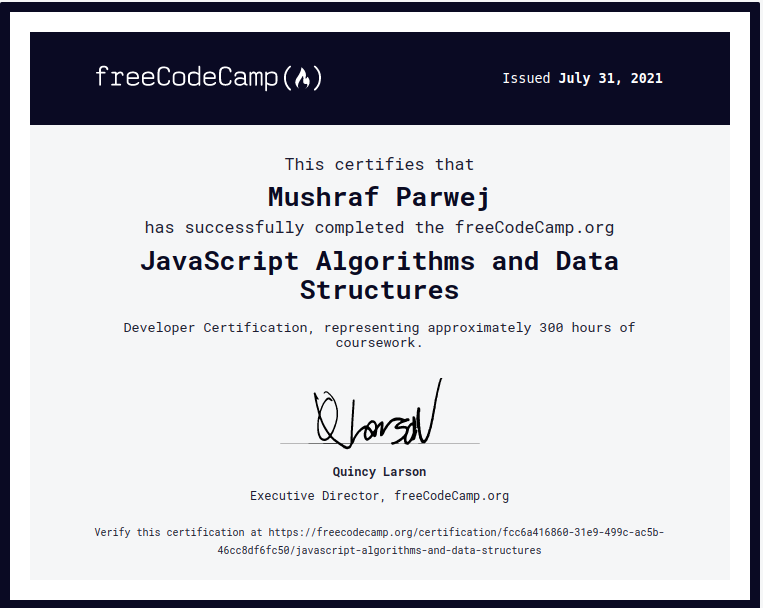 freeCodeCamp
Issued July 31, 2021
This certifies that
Mushraf Parwej
has successfully completed the freeCodeCamp.org
JavaScript Algorithms and Data
Structures
Developer Certification, representing approximately 300 hours of
coursework.
Quincy Larson
Executive Director, freeCodeCamp.org
Verify this certification at https://freecodecamp.org/certification/fcc6a416860-31e9-499c-ac5b-
46cc8df6fc50/javascript-algorithms-and-data-structures